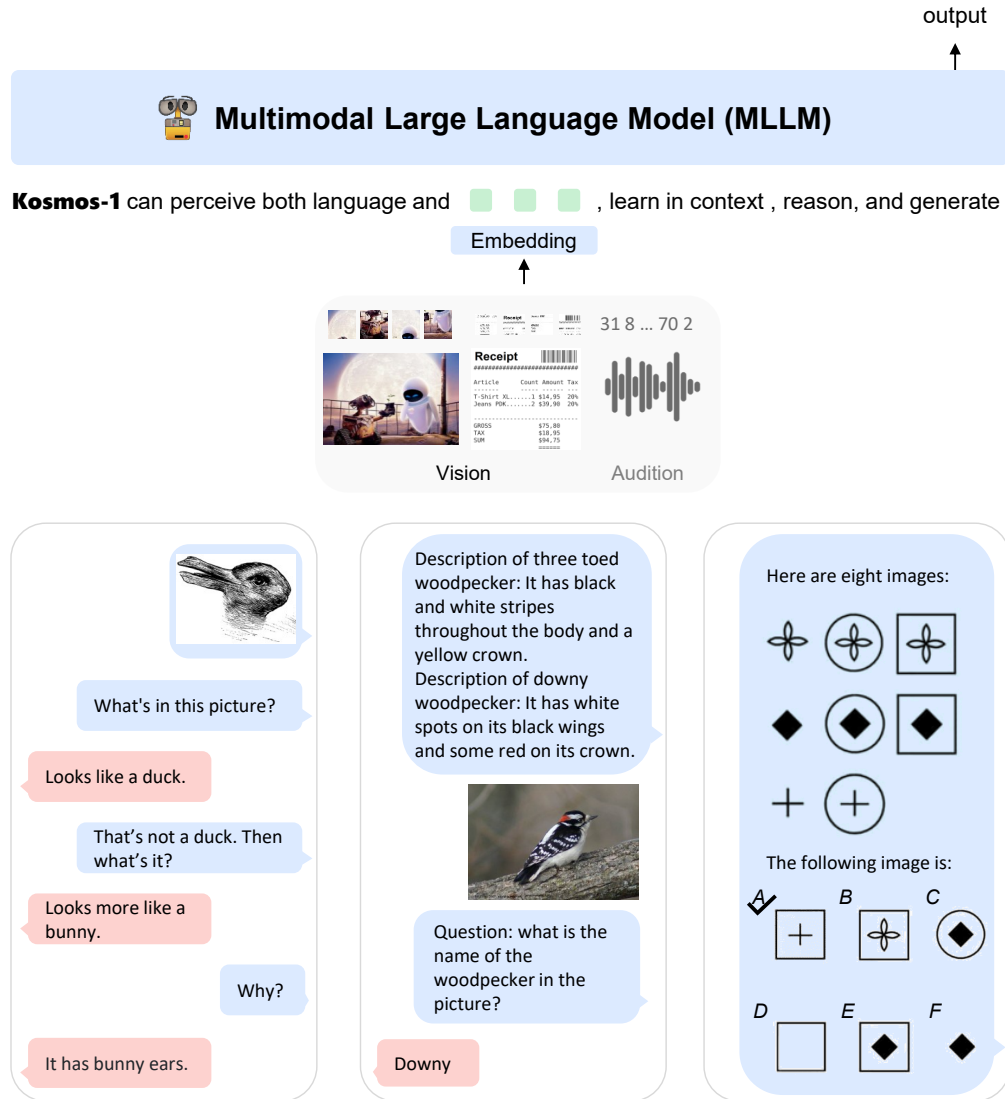 output
Multimodal Large Language Model (MLLM)
Kosmos-1 can perceive both language and , learn in context , reason, and generate
Embedding
Receipt
31 8 ... 70 2
Receipt
##############################
Article Count Amount Tax
------- ----- ------ ---
T-Shirt XL......1 $14,95 20%
Jeans PDK.......2 $39,90 20%
GROSS $75,80
TAX $18,95
SUM $94,75
======
Vision
Audition
What's in this picture?
Looks like a duck.
That's not a duck. Then
what's it?
Looks more like a
bunny.
Why?
It has bunny ears.
Description of three toed
woodpecker: It has black
and white stripes
throughout the body and a
yellow crown.
Description of downy
woodpecker: It has white
spots on its black wings
and some red on its crown.
Question: what is the
name of the
woodpecker in the
picture?
Downy
Here are eight images:
The following image is:
A B C
D E F